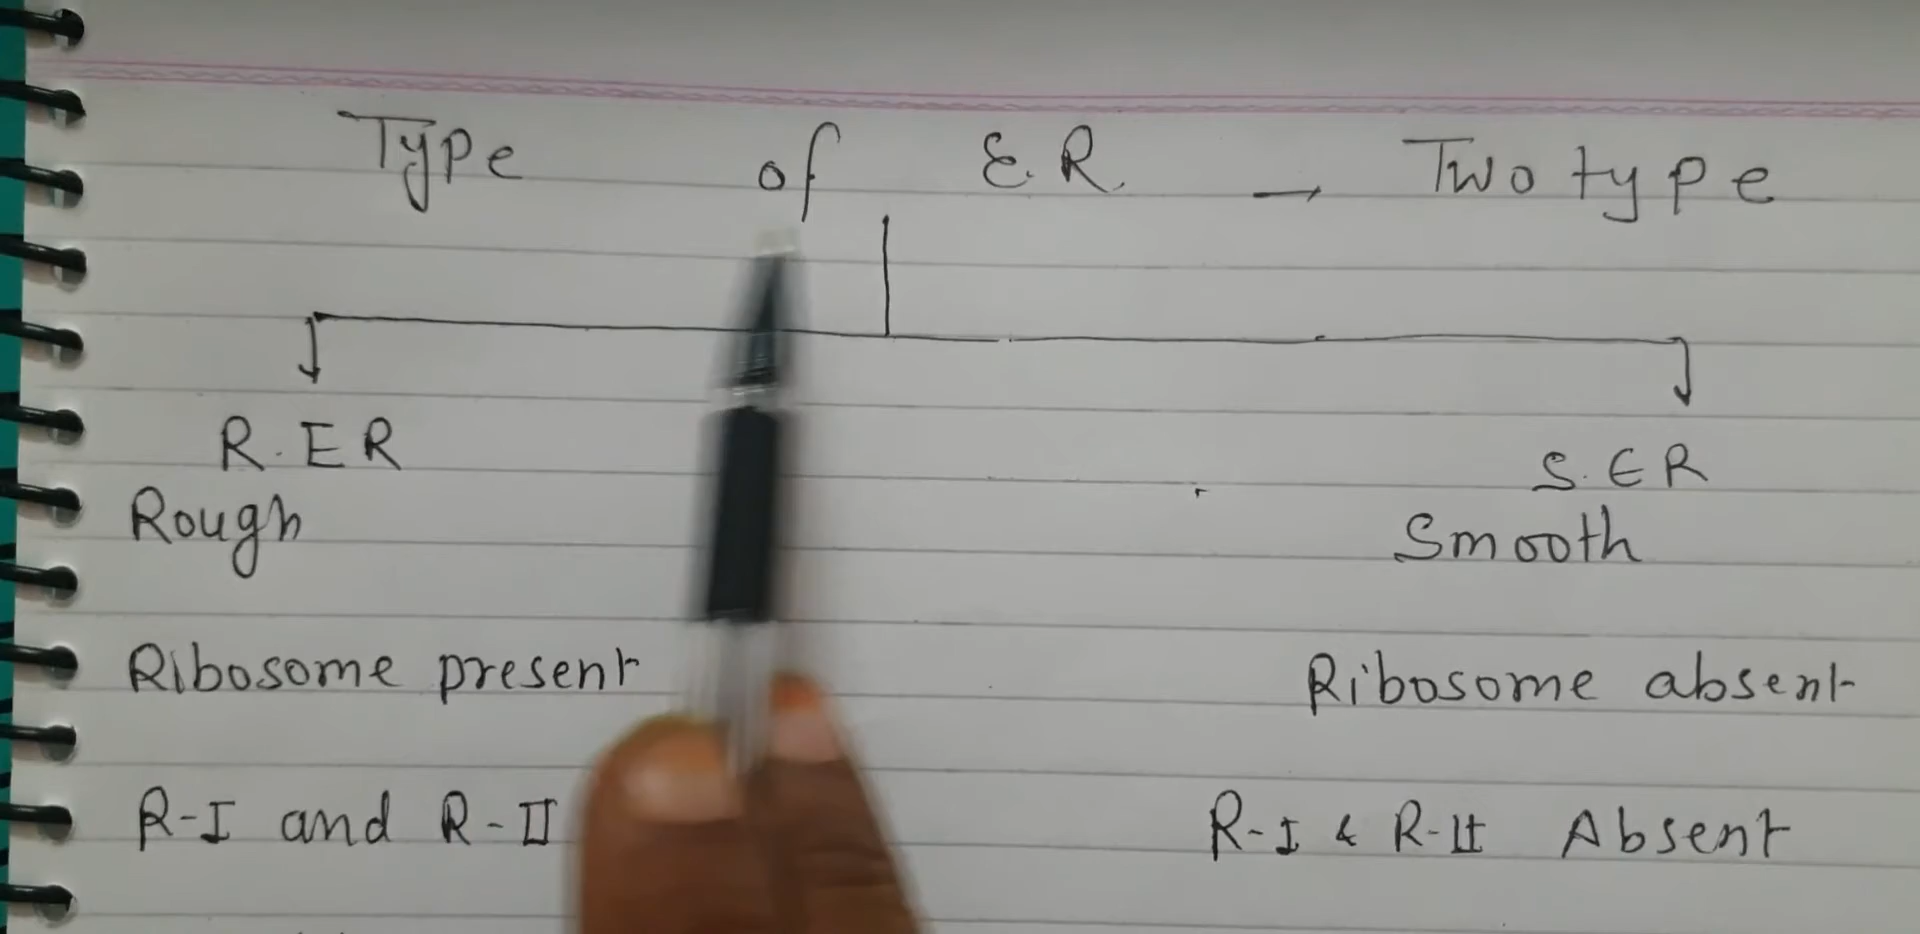 Type of E.R. → Two type
R.ER S.ER
Rough Smooth
Ribosome present Ribosome absent
R-I and R-II R-I & R-II Absent